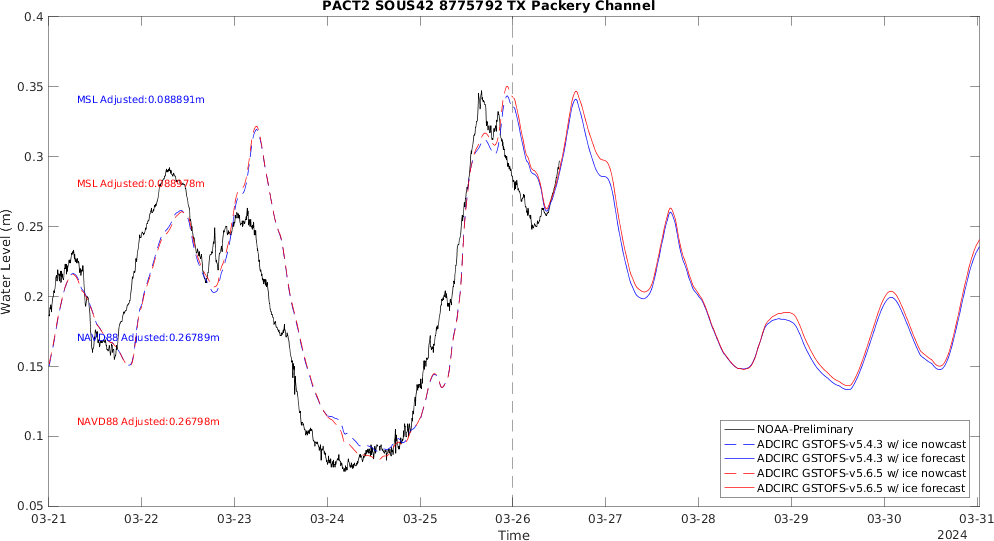 PACT2 SOUS42 8775792 TX Packery Channel
0.4
0.35
0.3
0.25
0.2
0.15
0.1
0.05
Water Level (m)
MSL Adjusted:0.088891m
MSL Adjusted:0.088978m
NAVD88 Adjusted:0.26789m
NAVD88 Adjusted:0.26798m
NOAA-Preliminary
ADCIRC GSTOFS-v5.4.3 w/ ice nowcast
ADCIRC GSTOFS-v5.4.3 w/ ice forecast
ADCIRC GSTOFS-v5.6.5 w/ ice nowcast
ADCIRC GSTOFS-v5.6.5 w/ ice forecast
03-21 03-22 03-23 03-24 03-25 03-26 03-27 03-28 03-29 03-30 03-31
Time
2024